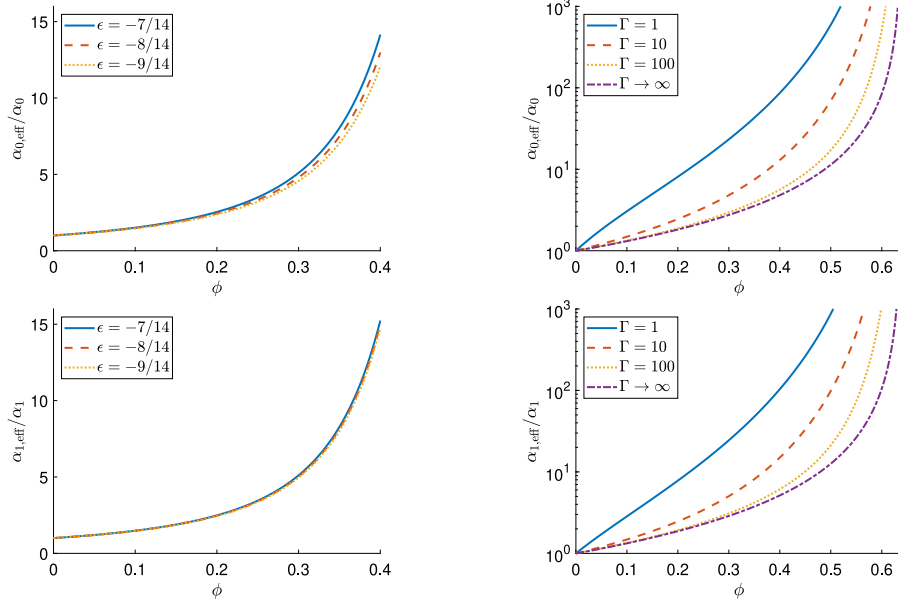 15
10
5
0
α₀,eff/α₀
ϵ = −7/14
ϵ = −8/14
ϵ = −9/14
0 0.1 0.2 0.3 0.4
ϕ
10³
10²
10¹
10⁰
α₀,eff/α₀
Γ = 1
Γ = 10
Γ = 100
Γ → ∞
0 0.1 0.2 0.3 0.4 0.5 0.6
ϕ
15
10
5
0
α₁,eff/α₁
ϵ = −7/14
ϵ = −8/14
ϵ = −9/14
0 0.1 0.2 0.3 0.4
ϕ
10³
10²
10¹
10⁰
α₁,eff/α₁
Γ = 1
Γ = 10
Γ = 100
Γ → ∞
0 0.1 0.2 0.3 0.4 0.5 0.6
ϕ